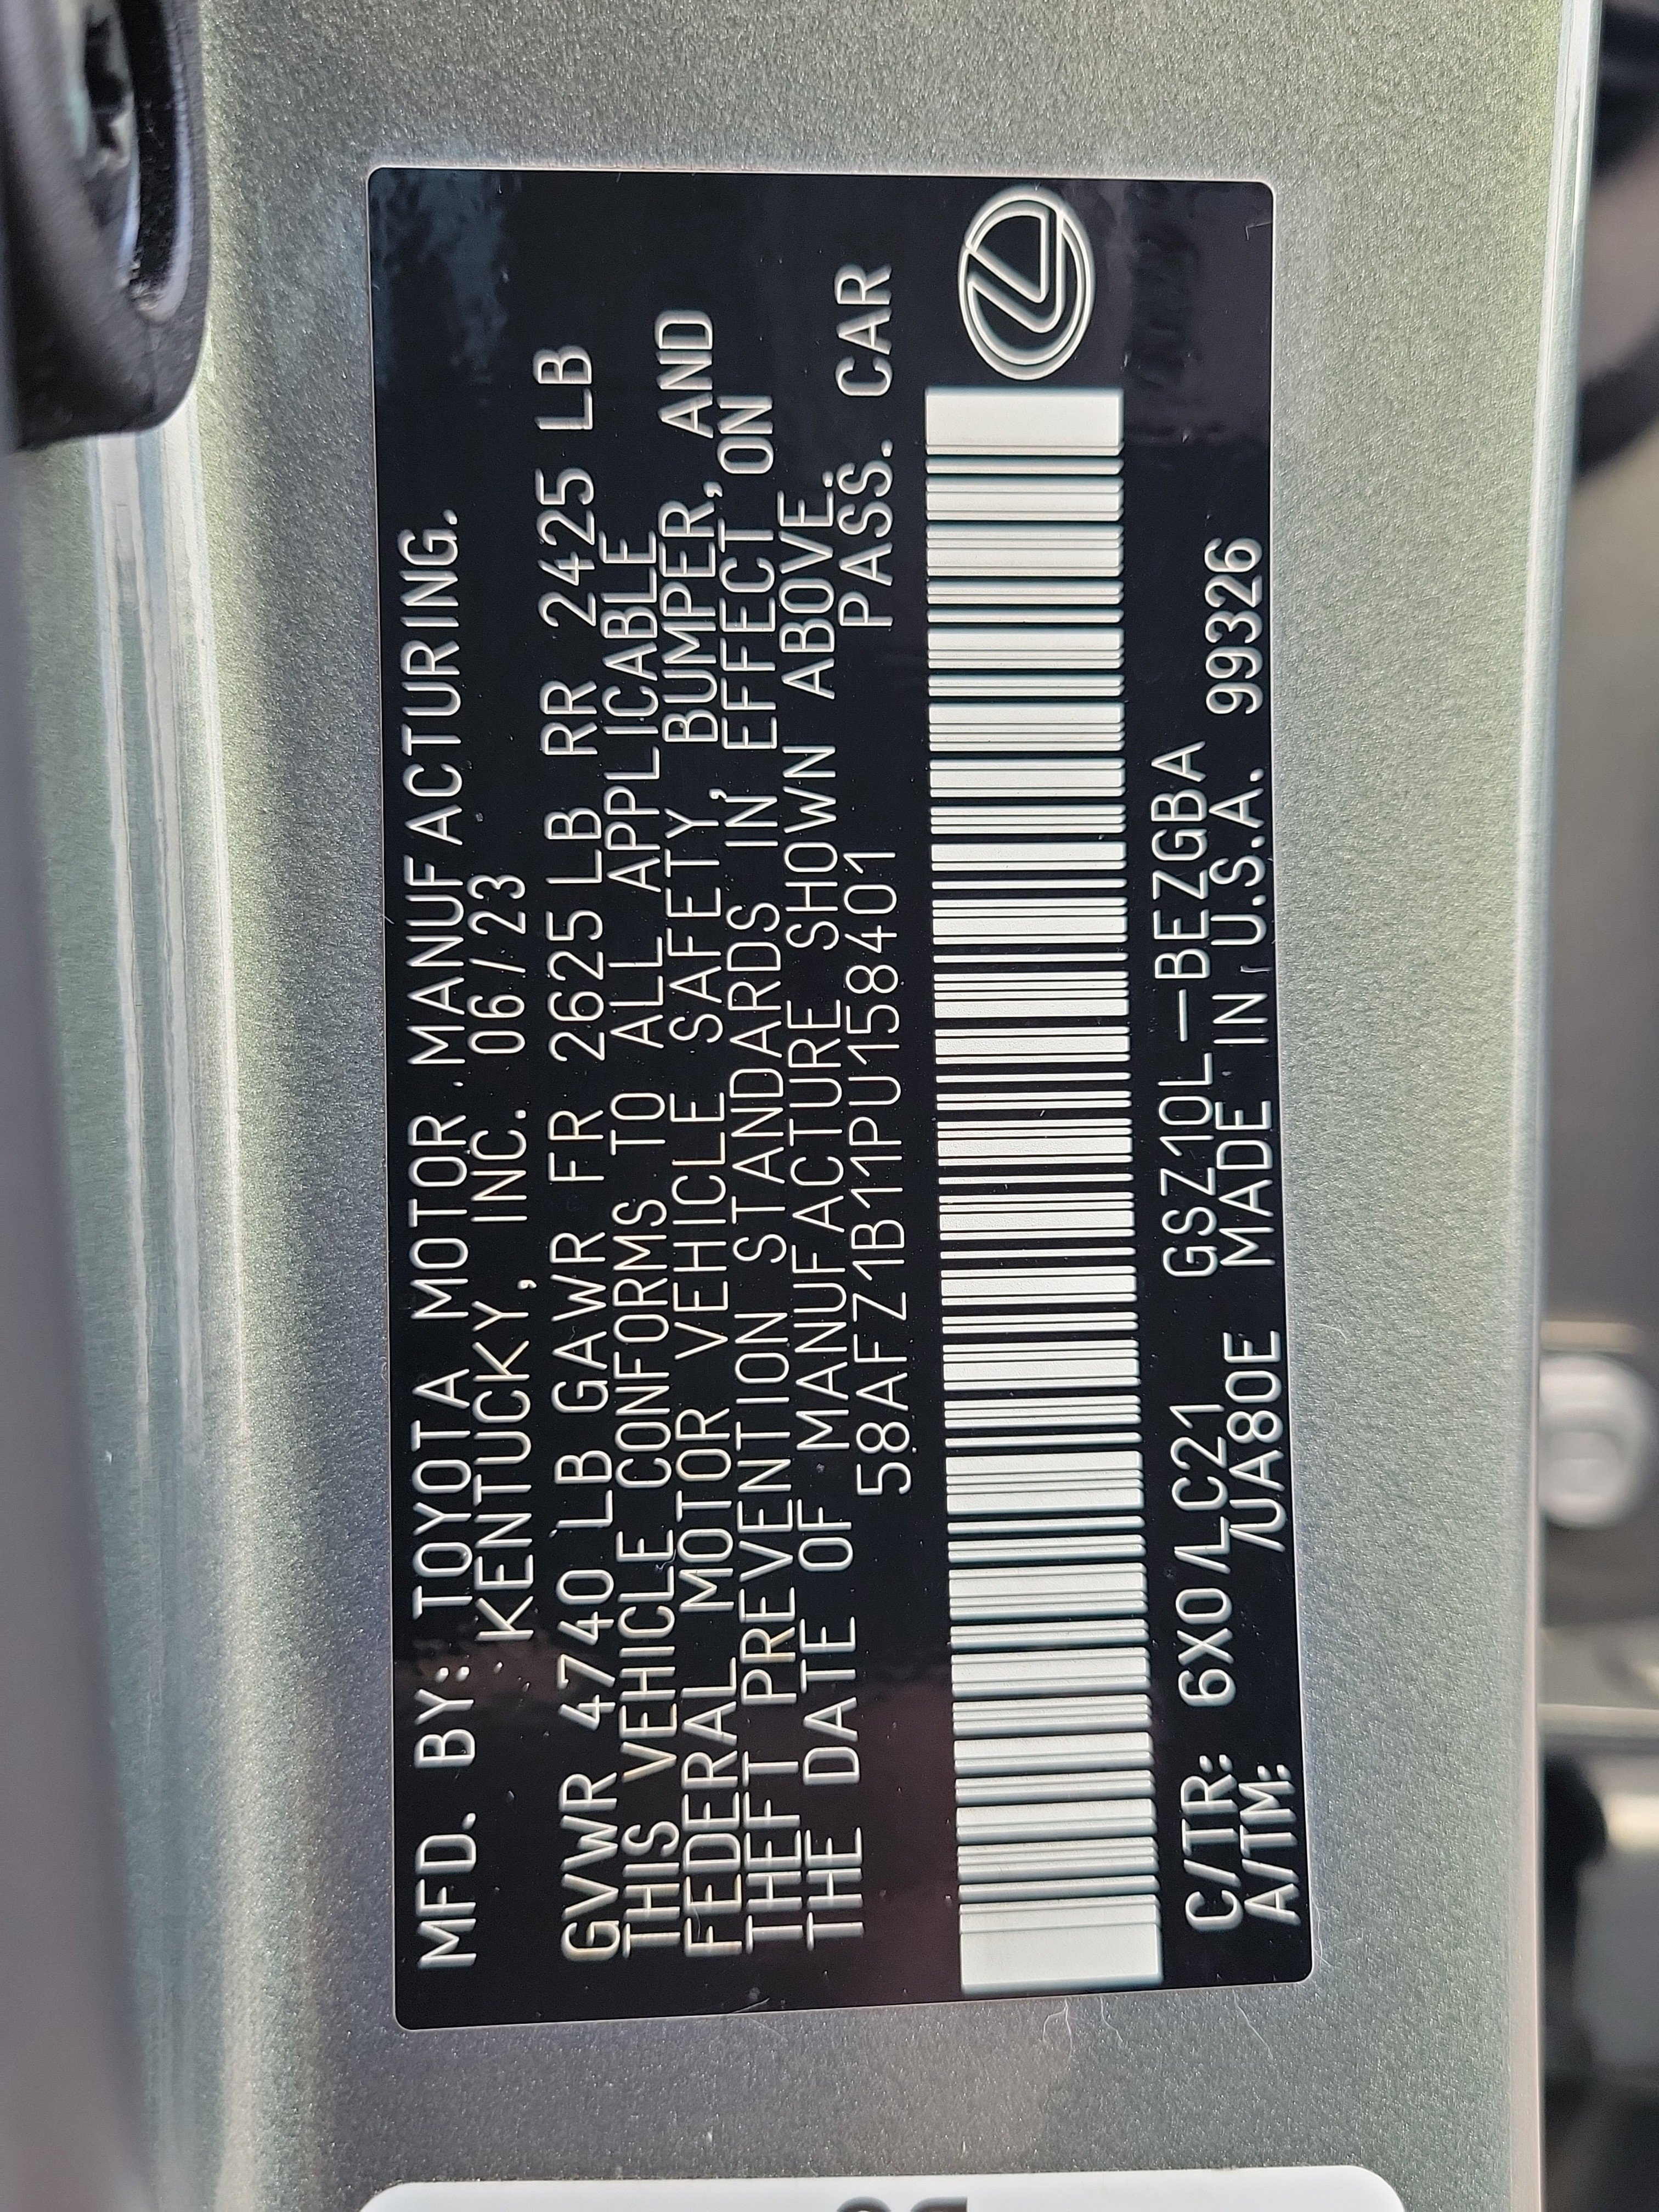 MFD. BY: TOYOTA MOTOR MANUFACTURING.
KENTUCKY, INC. 06/23
GVWR 4740 LB GAWR FR 2625 LB RR 2425 LB
THIS VEHICLE CONFORMS TO ALL APPLICABLE
FEDERAL MOTOR VEHICLE SAFETY, BUMPER, AND
THEFT PREVENTION STANDARDS IN EFFECT ON
THE DATE OF MANUFACTURE SHOWN ABOVE.
58AFZ1B11PU158401 PASS. CAR
C/TR: 6X0/LC21 GSZ10L-BEZGBA
A/TM: /UA80E MADE IN U.S.A. 99326